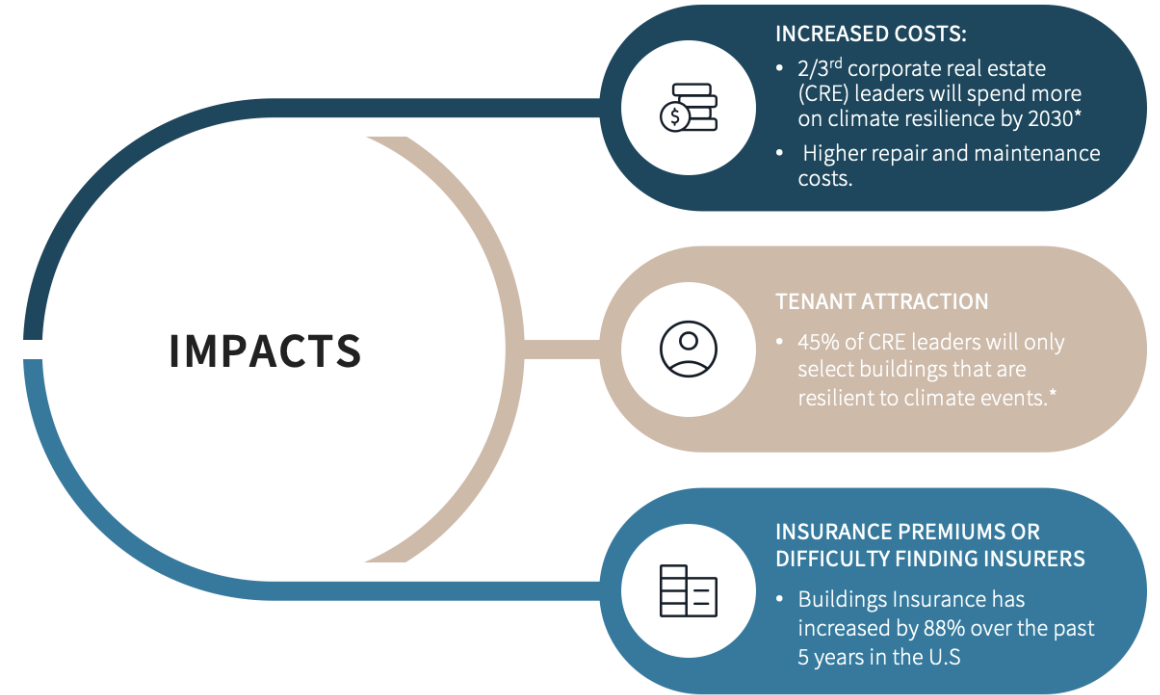 INCREASED COSTS:
• 2/3rd corporate real estate
(CRE) leaders will spend more
on climate resilience by 2030*
• Higher repair and maintenance
costs.
$
IMPACTS
TENANT ATTRACTION
• 45% of CRE leaders will only
select buildings that are
resilient to climate events.*
INSURANCE PREMIUMS OR
DIFFICULTY FINDING INSURERS
• Buildings Insurance has
increased by 88% over the past
5 years in the U.S